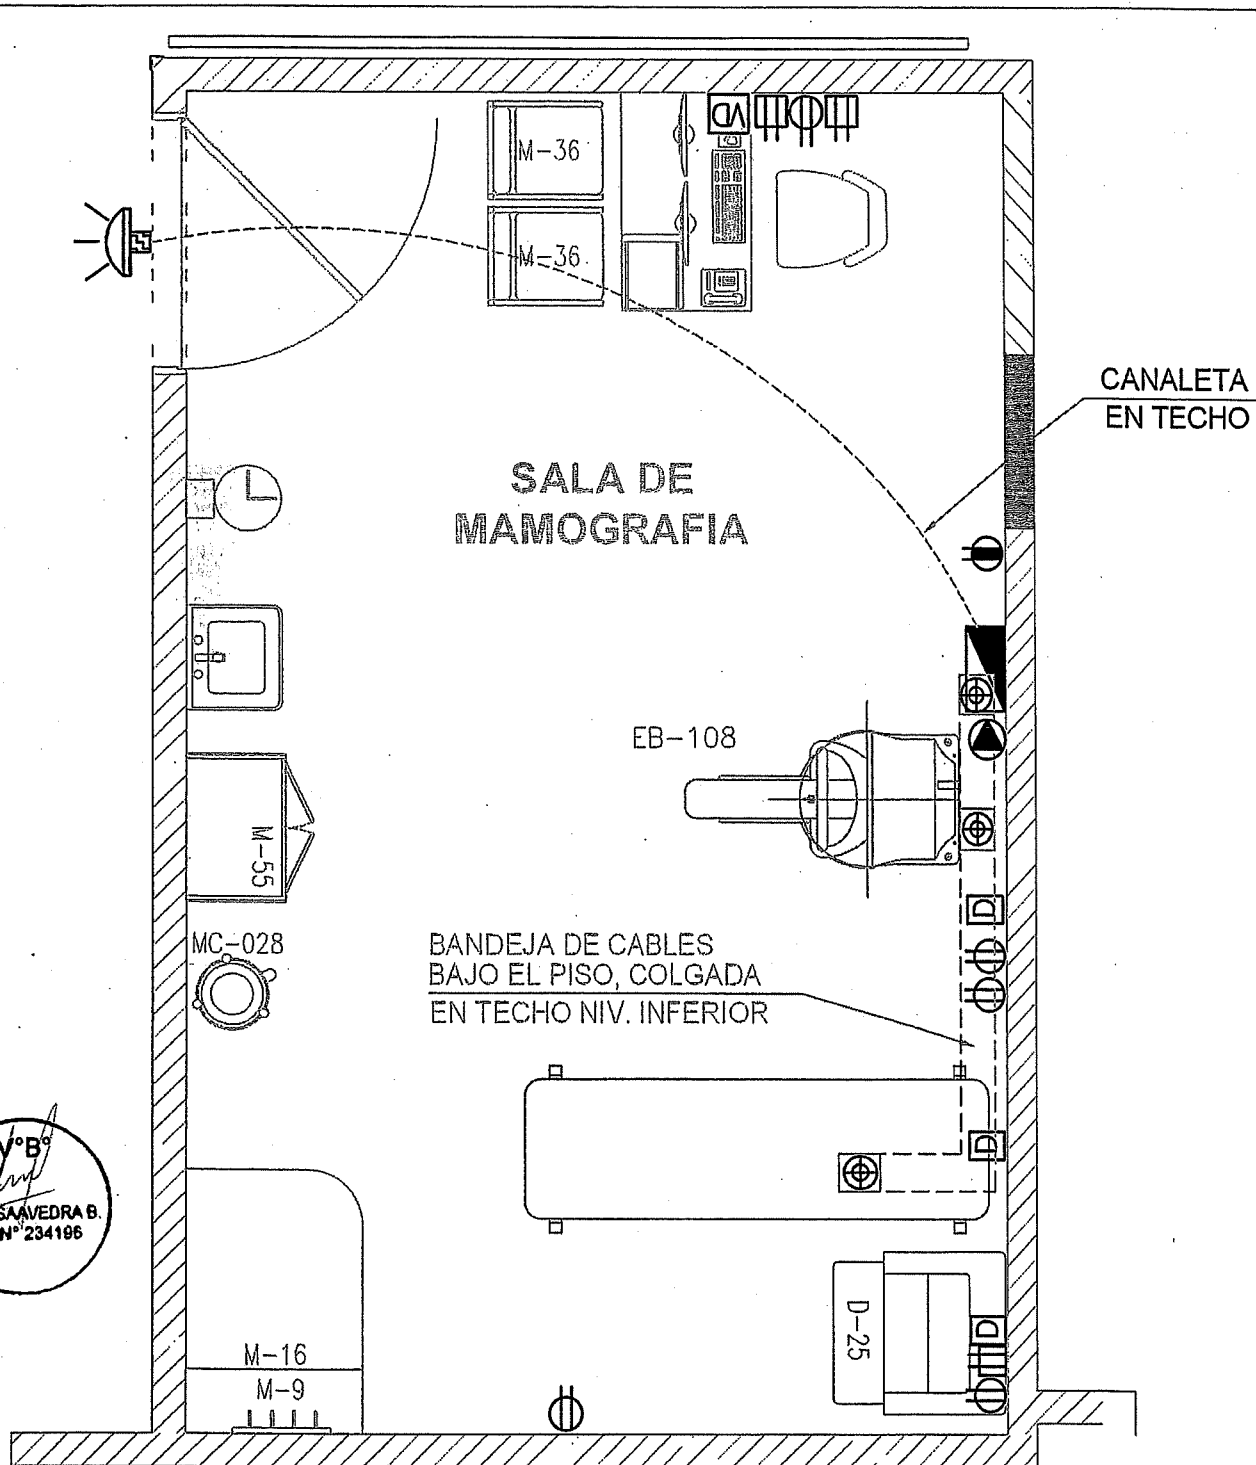 VD
M-36
M-36
CANALETA
EN TECHO
SALA DE
MAMOGRAFIA
EB-108
M-55
D
MC-028
BANDEJA DE CABLES
BAJO EL PISO, COLGADA
EN TECHO NIV. INFERIOR
D
V°B°
SAAVEDRA B.
N° 234196
D-25
D
M-16
M-9